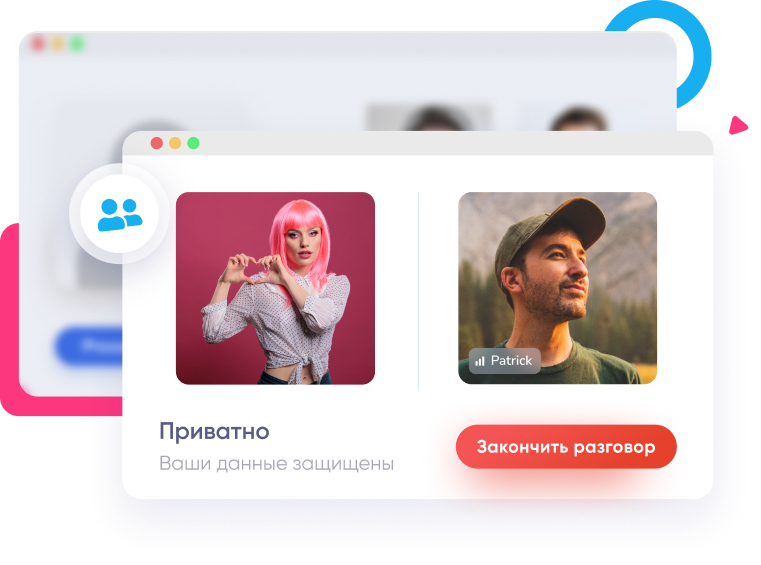 Patrick
Приватно
Ваши данные защищены
Закончить разговор